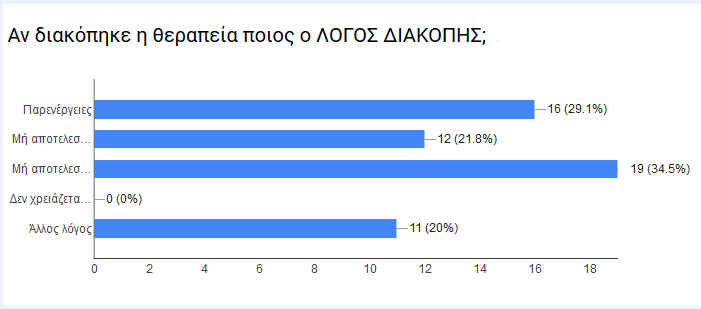 Αν διακόπηκε η θεραπεία ποιος ο ΛΟΓΟΣ ΔΙΑΚΟΠΗΣ;
Παρενέργειες 16 (29.1%)
Μή αποτελεσ... 12 (21.8%)
Μή αποτελεσ... 19 (34.5%)
Δεν χρειάζετα... 0 (0%)
Άλλος λόγος 11 (20%)
0 2 4 6 8 10 12 14 16 18